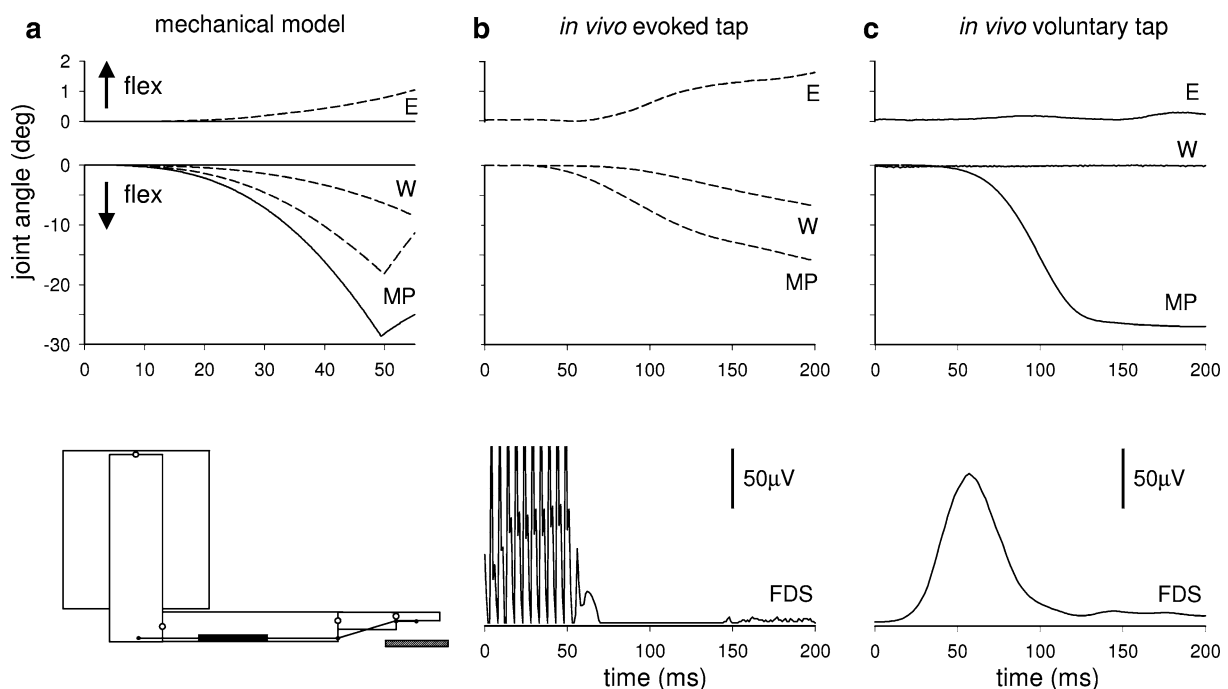 a mechanical model
b in vivo evoked tap
c in vivo voluntary tap
joint angle (deg)
2
1
0
flex
E
0
-10
-20
-30
flex
W
MP
0 10 20 30 40 50
E
W
MP
0 50 100 150 200
E
W
MP
0 50 100 150 200
50μV
FDS
0 50 100 150 200
time (ms)
50μV
FDS
0 50 100 150 200
time (ms)